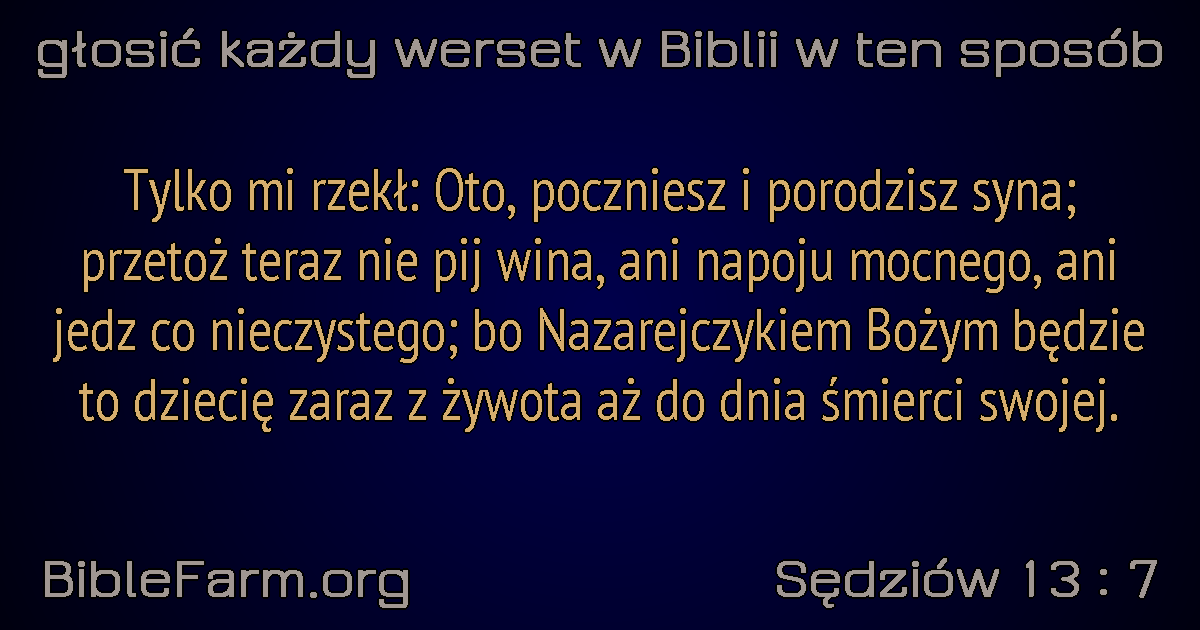 głosić każdy werset w Biblii w ten sposób
Tylko mi rzekł: Oto, poczniesz i porodzisz syna;
przetoż teraz nie pij wina, ani napoju mocnego, ani
jedz co nieczystego; bo Nazarejczykiem Bożym będzie
to dziecię zaraz z żywota aż do dnia śmierci swojej.
BibleFarm.org
Sędziów 13 : 7